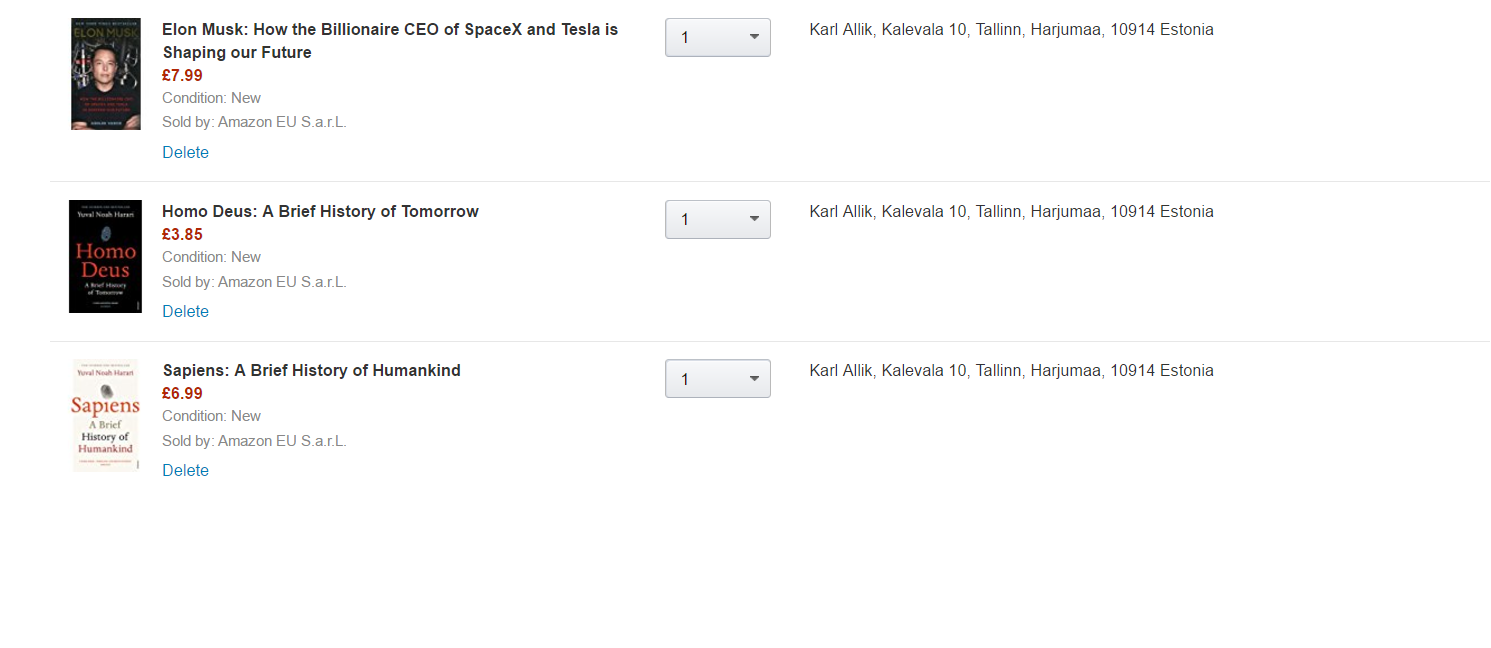 ELON MUSK
Elon Musk: How the Billionaire CEO of SpaceX and Tesla is
Shaping our Future
£7.99
Condition: New
Sold by: Amazon EU S.a.r.L.
Delete
1
Karl Allik, Kalevala 10, Tallinn, Harjumaa, 10914 Estonia
Yuval Noah Harari
Homo
Deus
A Brief History
of Tomorrow
Homo Deus: A Brief History of Tomorrow
£3.85
Condition: New
Sold by: Amazon EU S.a.r.L.
Delete
1
Karl Allik, Kalevala 10, Tallinn, Harjumaa, 10914 Estonia
Yuval Noah Harari
Sapiens
A Brief
History of
Humankind
Sapiens: A Brief History of Humankind
£6.99
Condition: New
Sold by: Amazon EU S.a.r.L.
Delete
1
Karl Allik, Kalevala 10, Tallinn, Harjumaa, 10914 Estonia